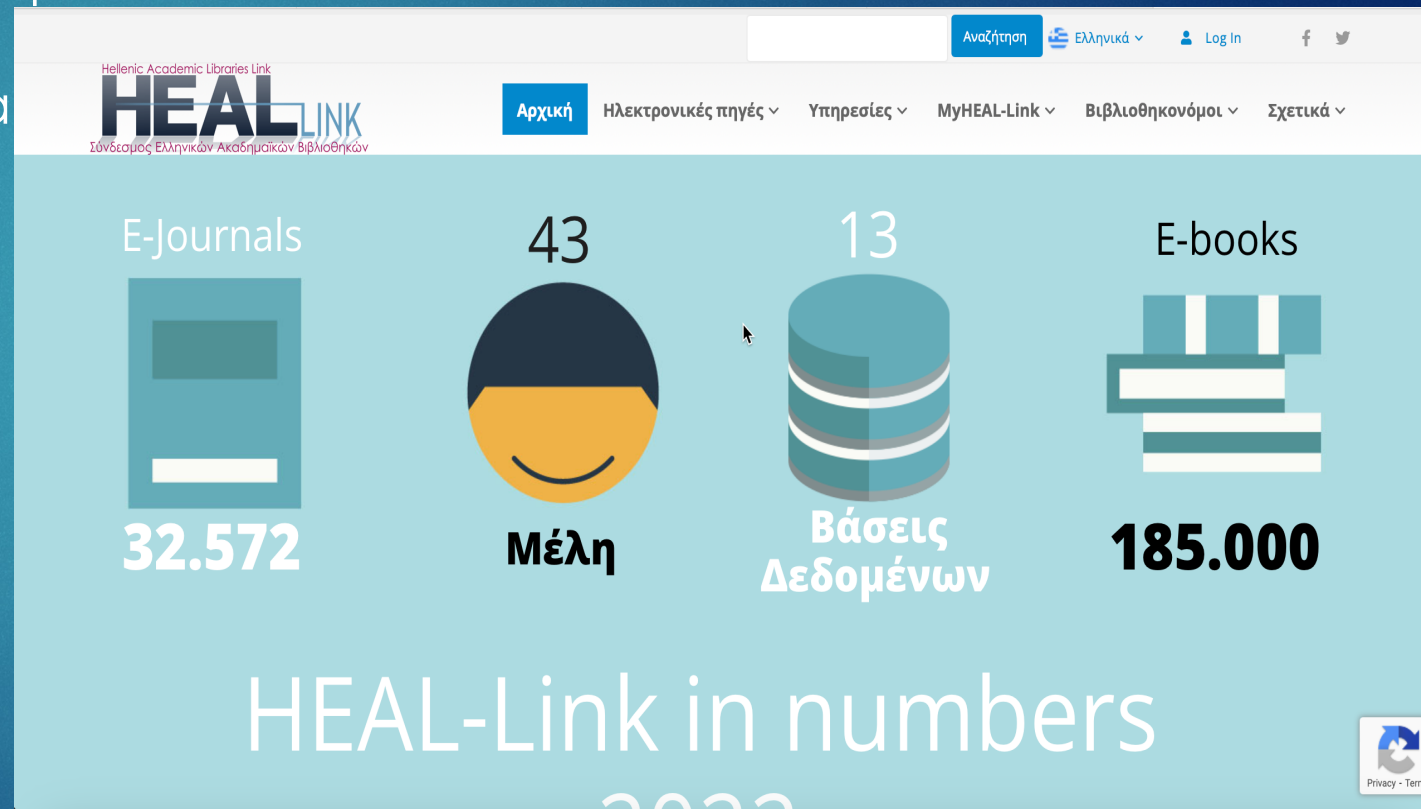 Αναζήτηση
Ελληνικά
Log In
Hellenic Academic Libraries Link
HEAL LINK
Σύνδεσμος Ελληνικών Ακαδημαϊκών Βιβλιοθηκών
Αρχική
Ηλεκτρονικές πηγές
Υπηρεσίες
MyHEAL-Link
Βιβλιοθηκονόμοι
Σχετικά
E-Journals
32.572
43
Μέλη
13
Βάσεις
Δεδομένων
E-books
185.000
HEAL-Link in numbers
Privacy